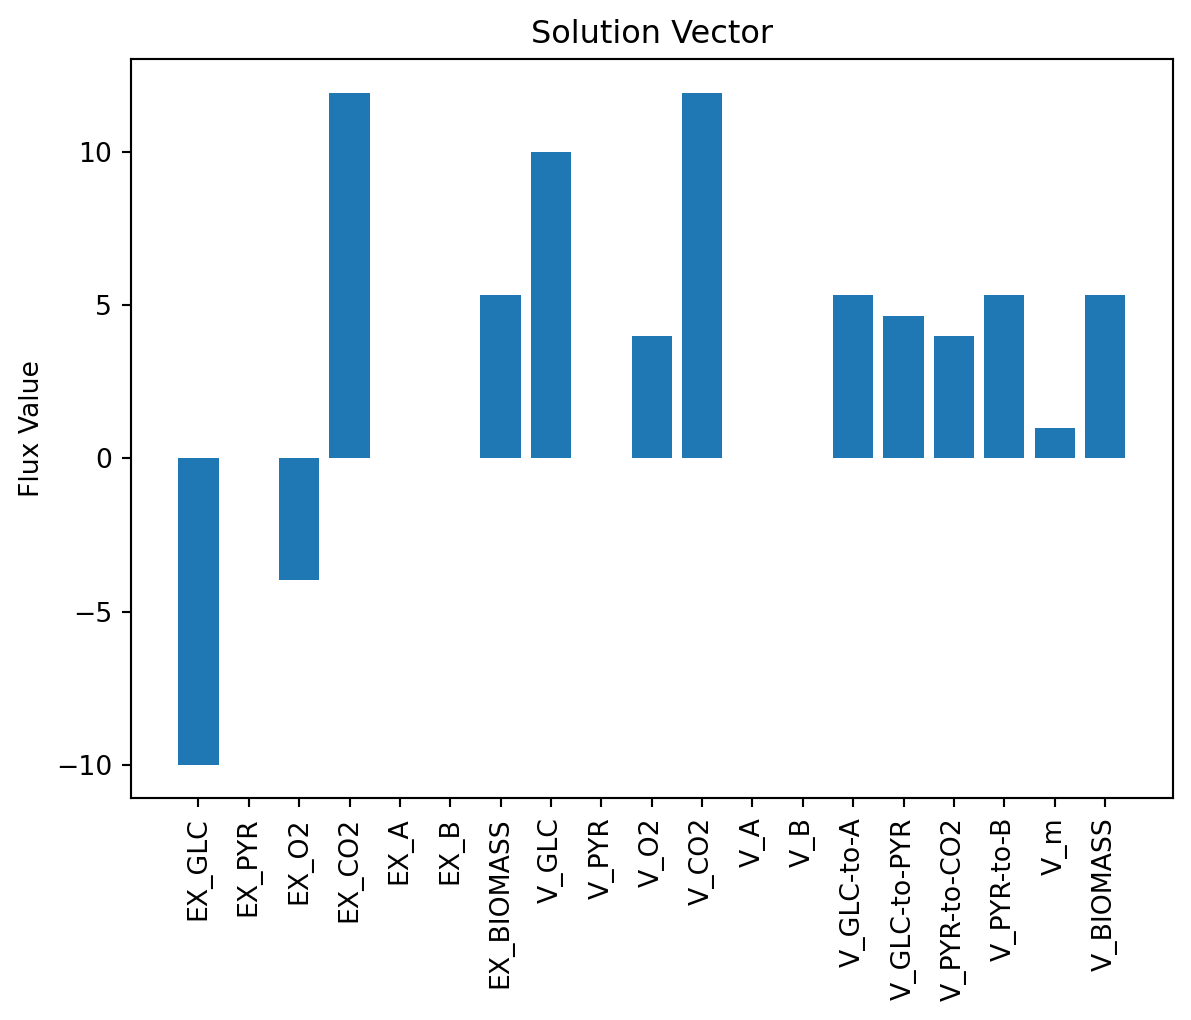 Solution Vector
Flux Value
10
5
0
−5
−10
EX_GLC
EX_PYR
EX_O2
EX_CO2
EX_A
EX_B
EX_BIOMASS
V_GLC
V_PYR
V_O2
V_CO2
V_A
V_B
V_GLC-to-A
V_GLC-to-PYR
V_PYR-to-CO2
V_PYR-to-B
V_m
V_BIOMASS